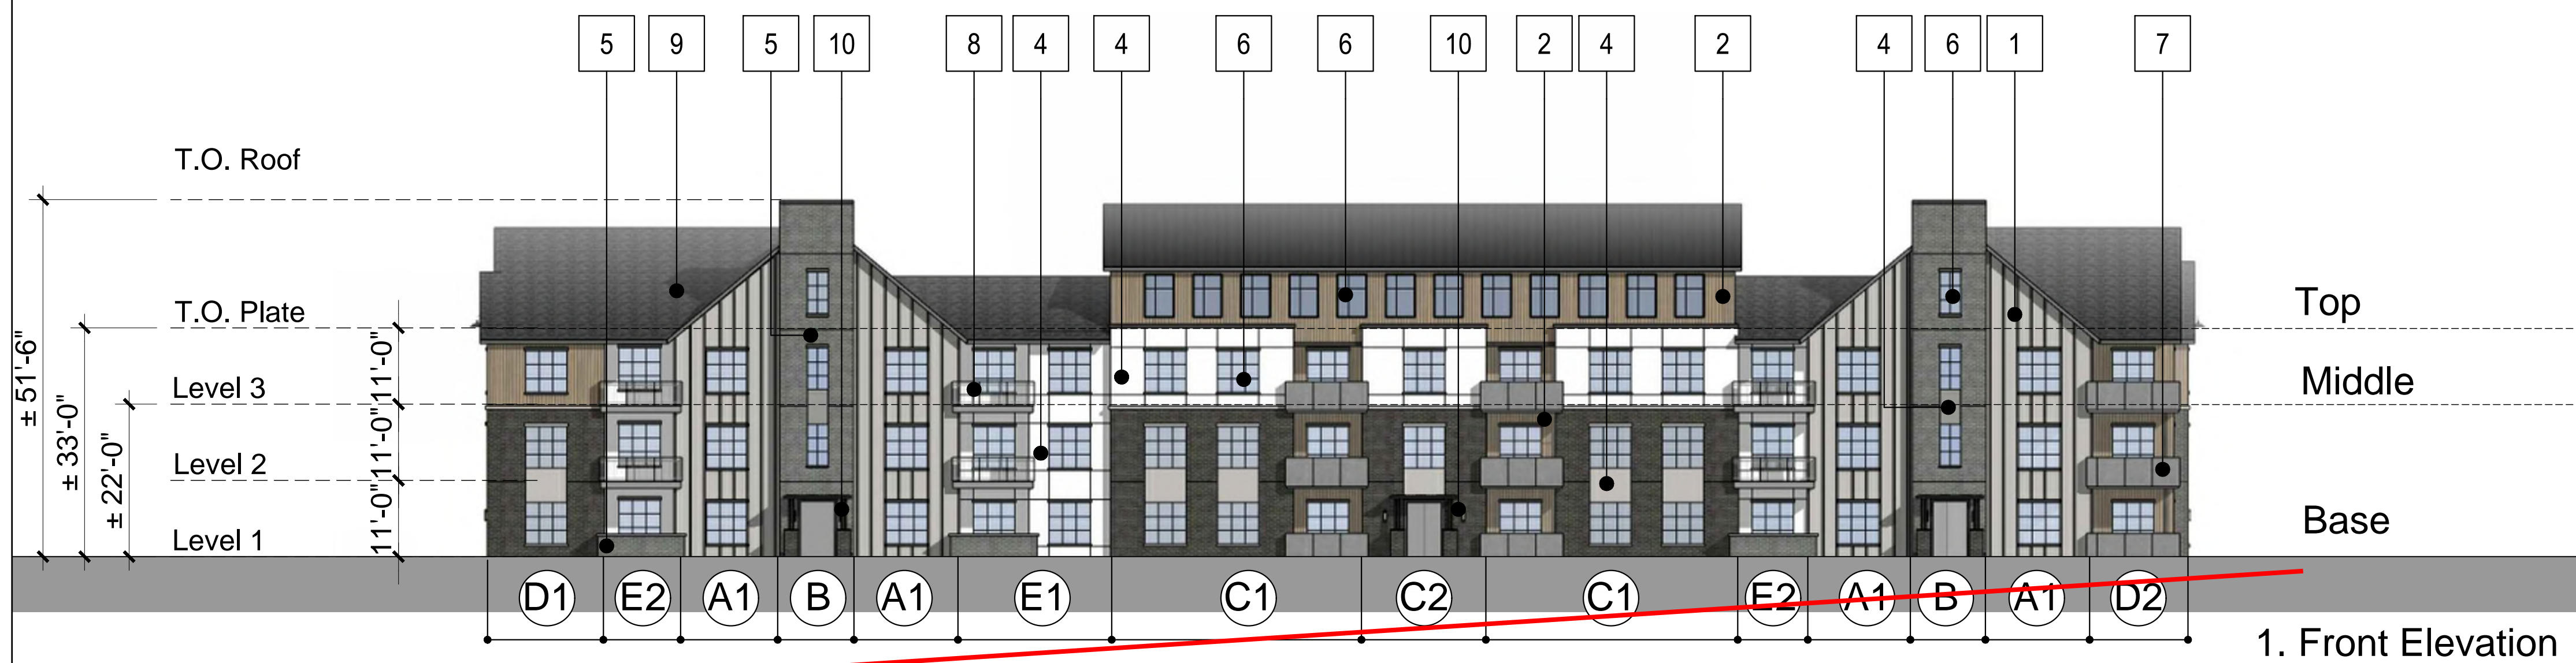 5 9 5 10 8 4 4 6 6 10 2 4 2 4 6 1 7
T.O. Roof
T.O. Plate
Level 3
Level 2
Level 1
± 51'-6"
± 33'-0"
± 22'-0"
11'-0" 11'-0" 11'-0"
Top
Middle
Base
D1 E2 A1 B A1 E1 C1 C2 C1 E2 A1 B A1 D2
1. Front Elevation